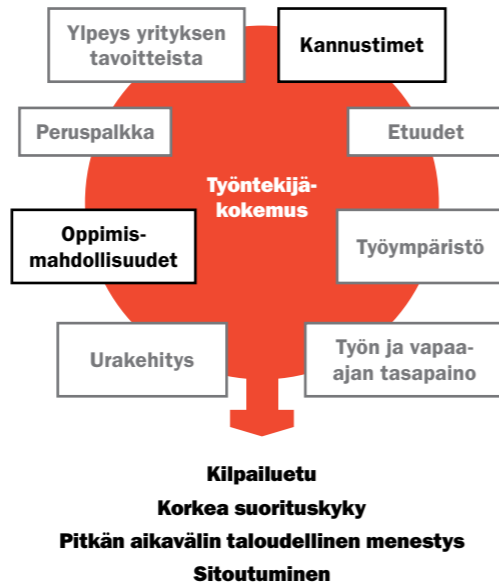 Ylpeys yrityksen
tavoitteista
Kannustimet
Peruspalkka
Etuudet
Työntekijä-
kokemus
Oppimis-
mahdollisuudet
Työympäristö
Urakehitys
Työn ja vapaa-
ajan tasapaino
Kilpailuetu
Korkea suorituskyky
Pitkän aikavälin taloudellinen menestys
Sitoutuminen